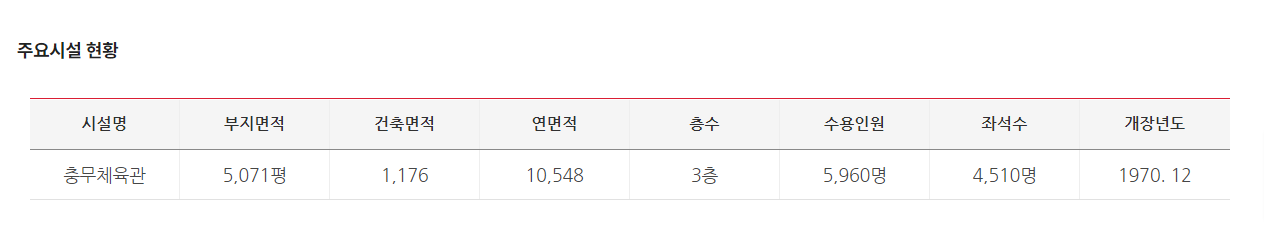 주요시설 현황
시설명 부지면적 건축면적 연면적 층수 수용인원 좌석수 개장년도
충무체육관 5,071평 1,176 10,548 3층 5,960명 4,510명 1970. 12